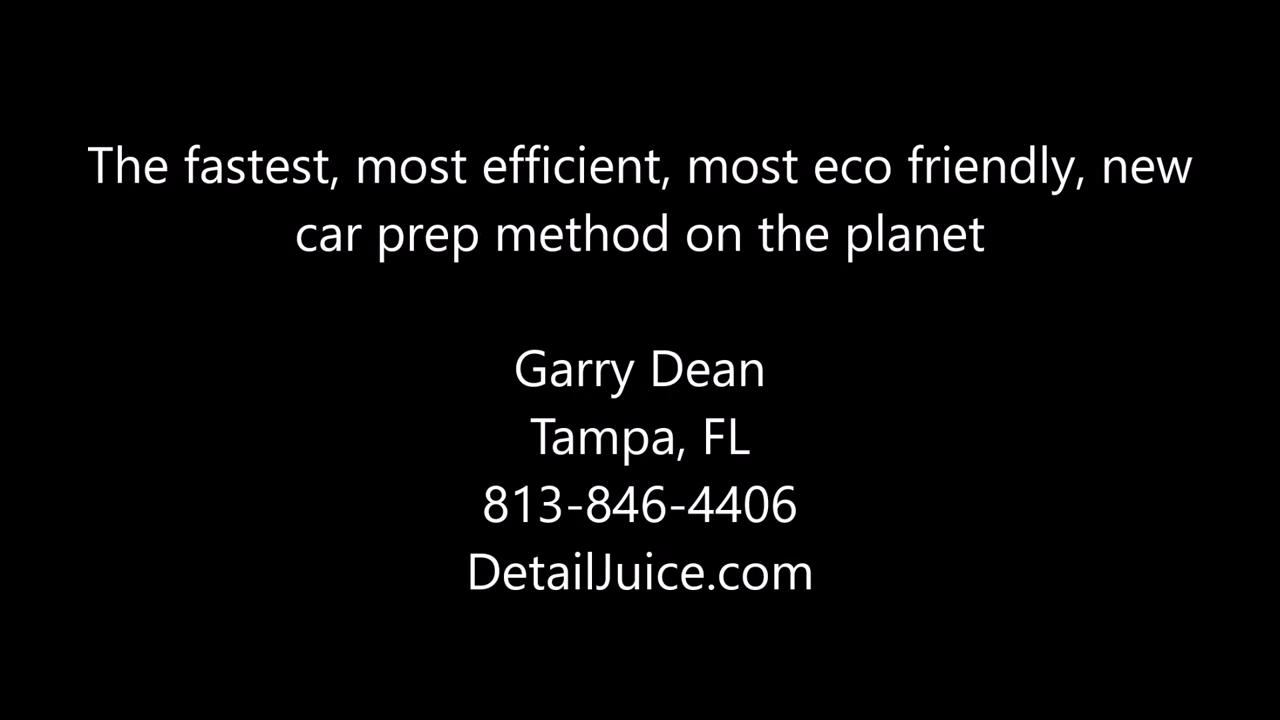 The fastest, most efficient, most eco friendly, new
car prep method on the planet
Garry Dean
Tampa, FL
813-846-4406
DetailJuice.com